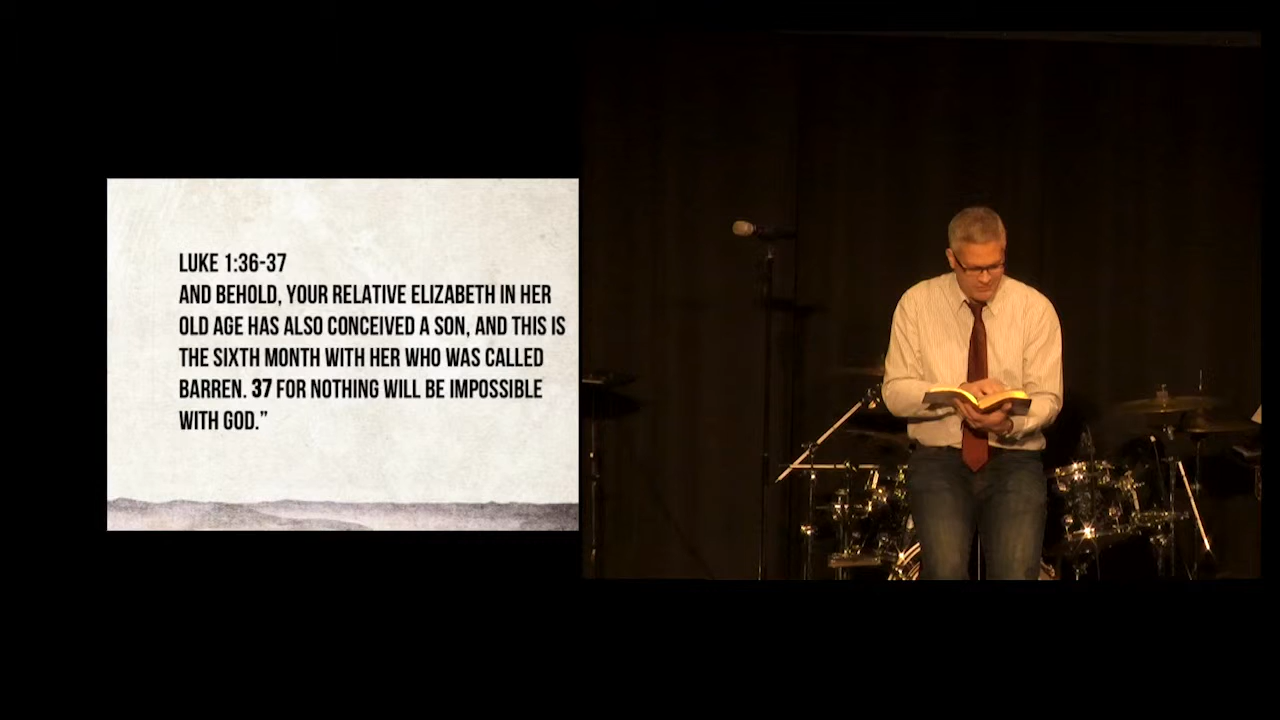 LUKE 1:36-37
AND BEHOLD, YOUR RELATIVE ELIZABETH IN HER
OLD AGE HAS ALSO CONCEIVED A SON, AND THIS IS
THE SIXTH MONTH WITH HER WHO WAS CALLED
BARREN. 37 FOR NOTHING WILL BE IMPOSSIBLE
WITH GOD.”